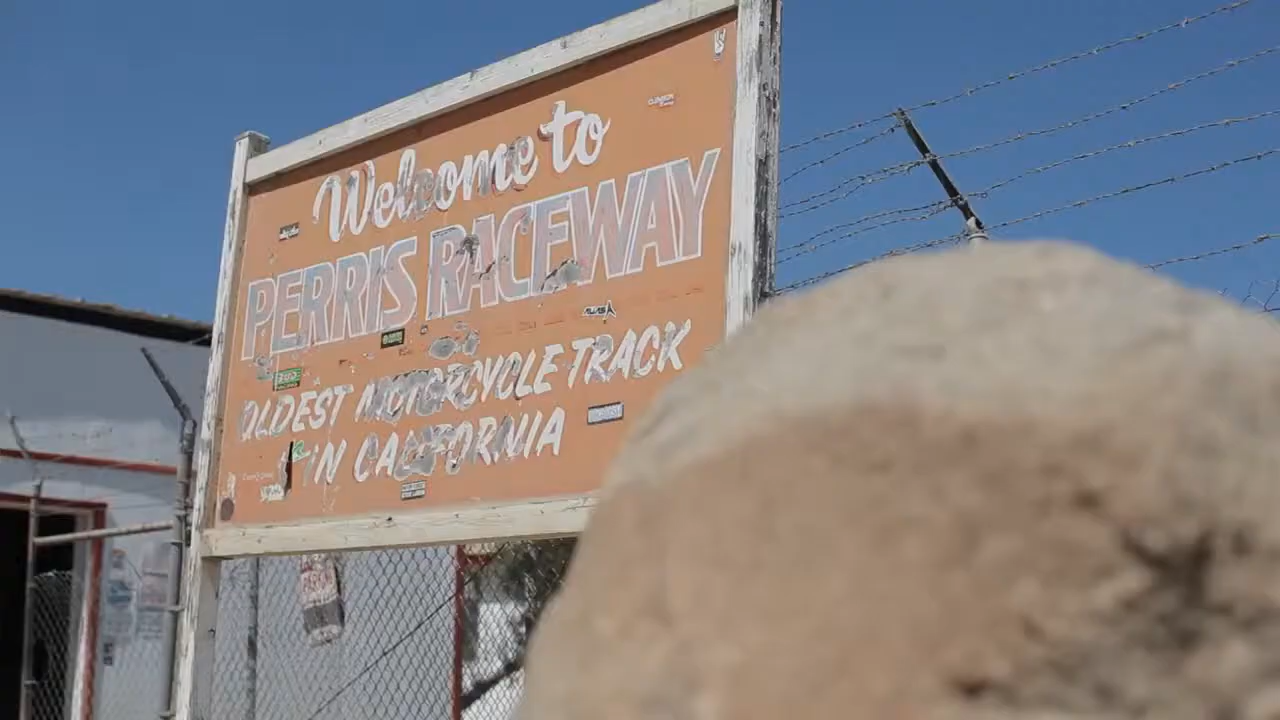 Welcome to
PERRIS RACEWAY
OLDEST MOTORCYCLE TRACK
IN CALIFORNIA